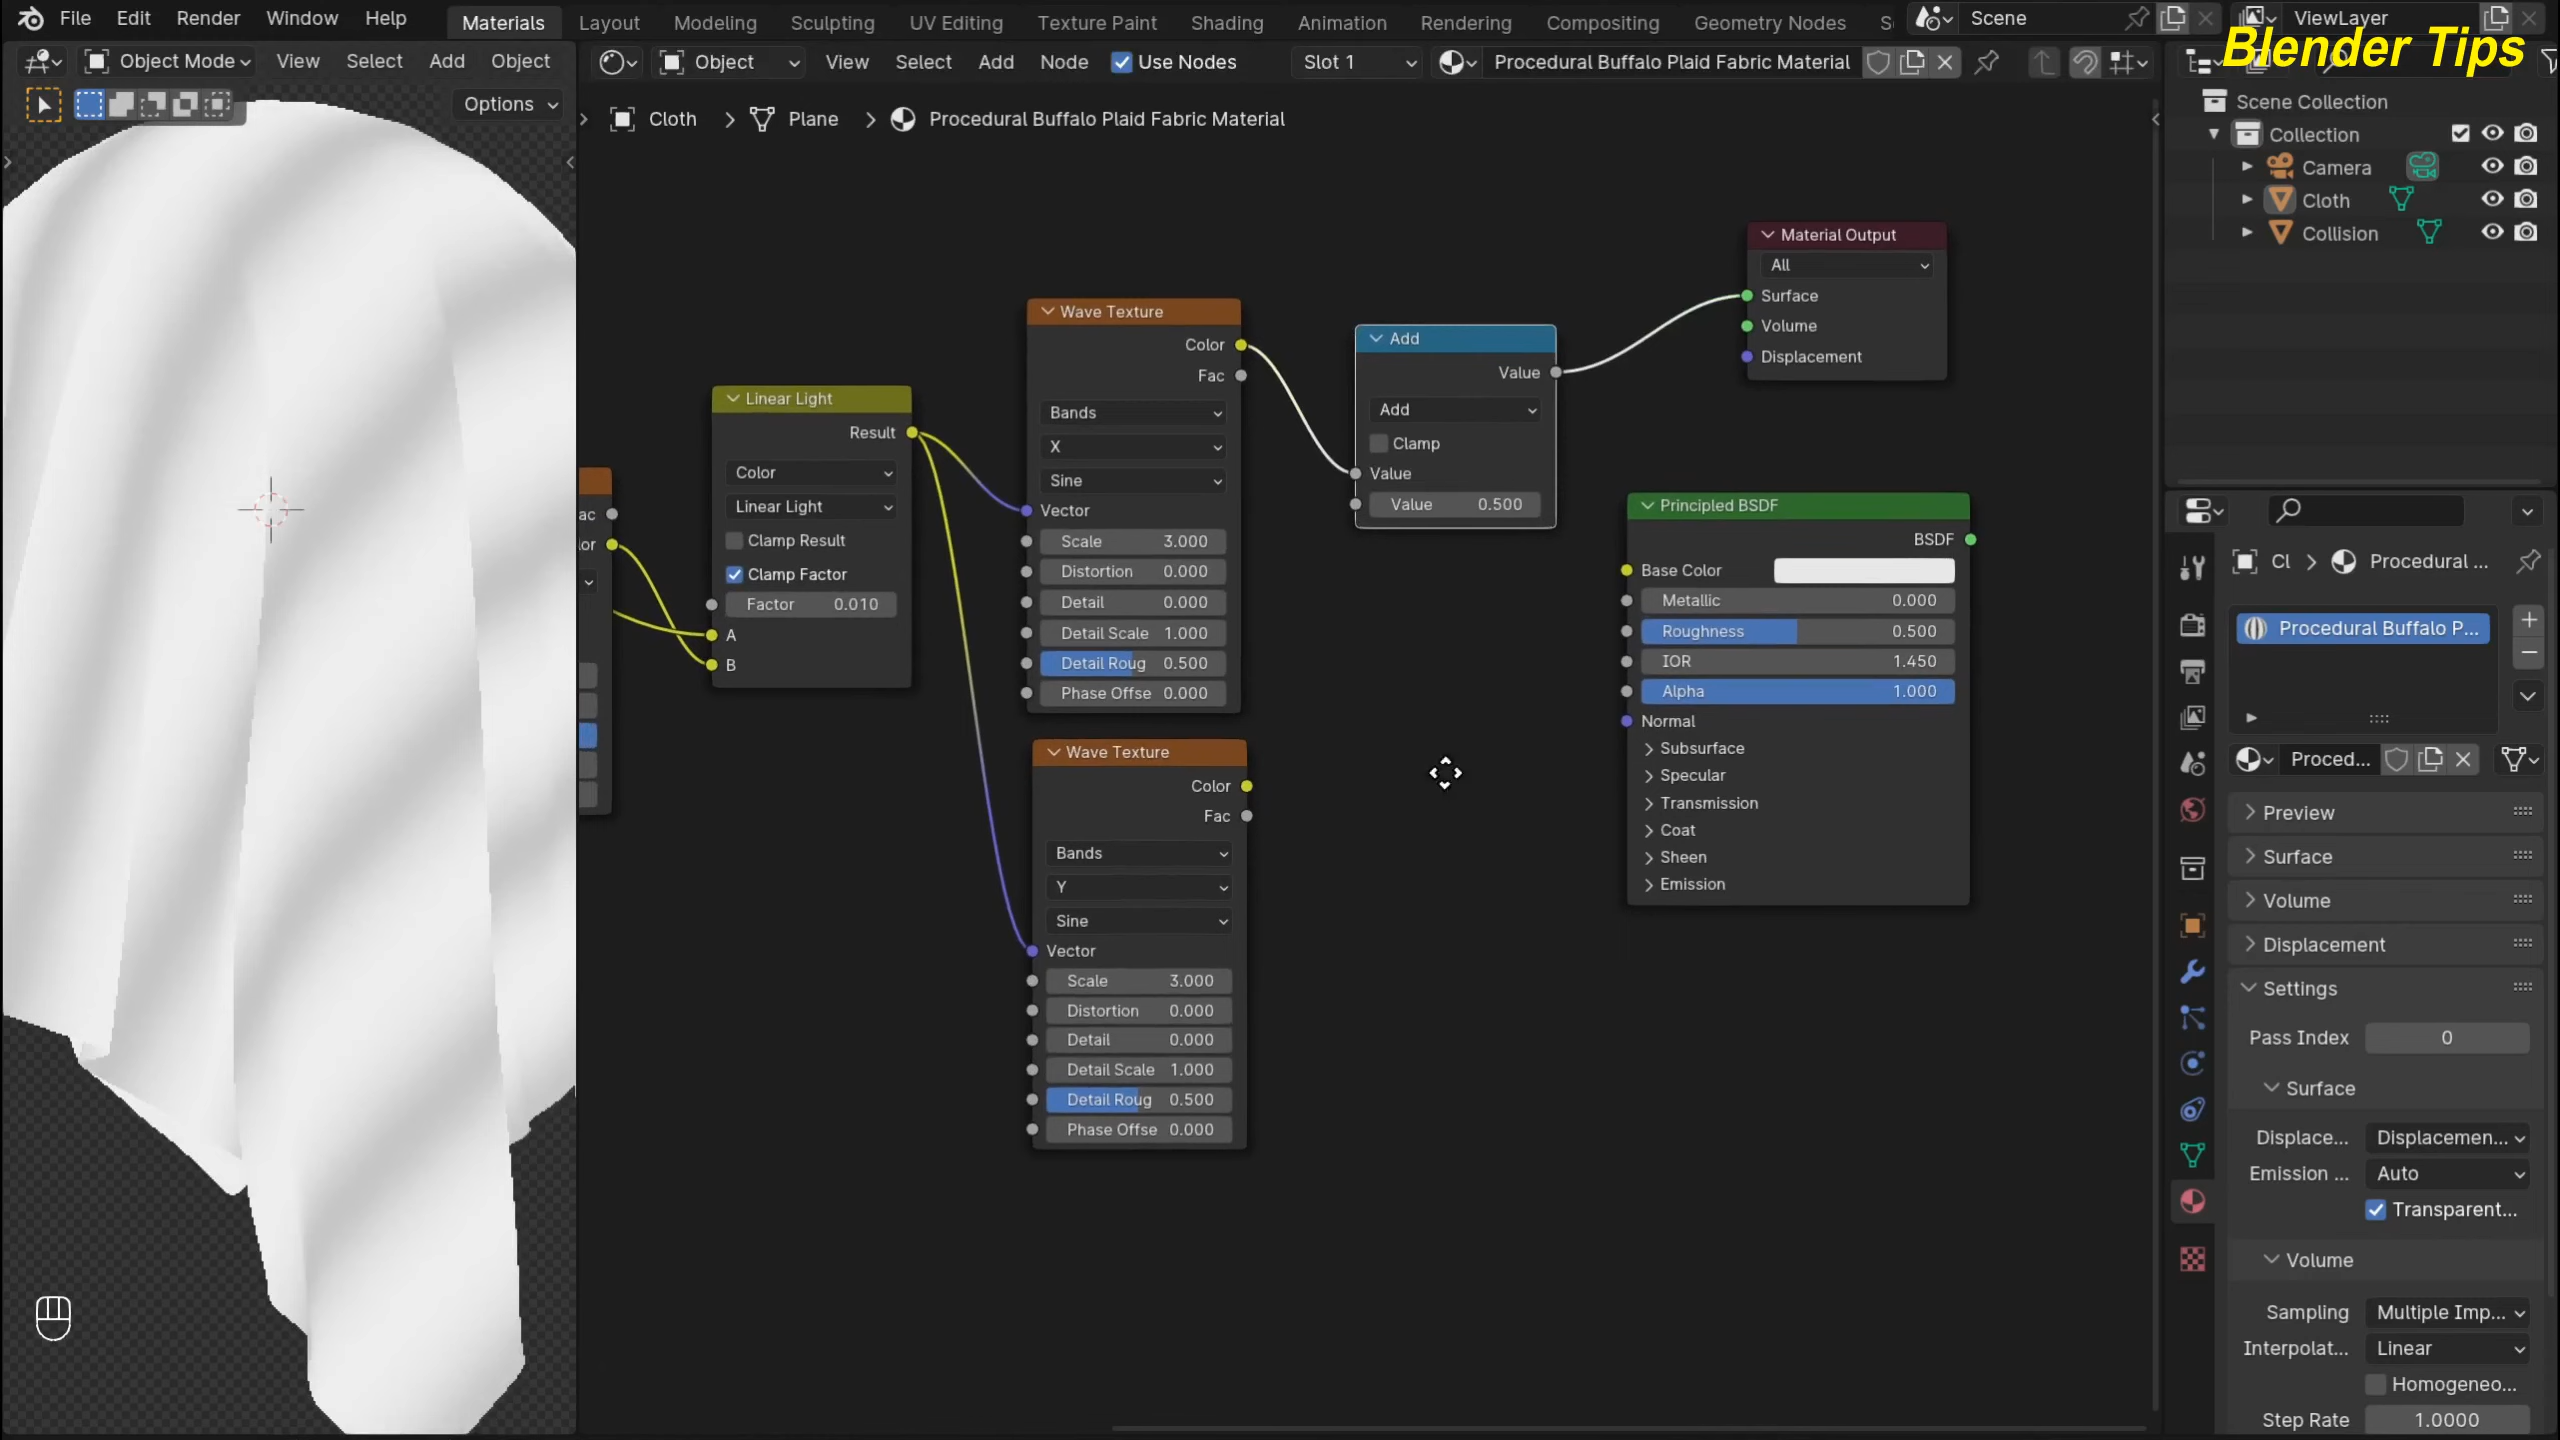 File Edit Render Window Help Materials Layout Modeling Sculpting UV Editing Texture Paint Shading Animation Rendering Compositing Geometry Nodes Scene ViewLayer
Blender Tips
Object Mode View Select Add Object
Object View Select Add Node Use Nodes Slot 1 Procedural Buffalo Plaid Fabric Material
Options
Cloth Plane Procedural Buffalo Plaid Fabric Material
Scene Collection
Collection
Camera
Cloth
Collision
ac
lor
Linear Light
Result
Color
Linear Light
Clamp Result
Clamp Factor
Factor 0.010
A
B
Wave Texture
Color
Fac
Bands
X
Sine
Vector
Scale 3.000
Distortion 0.000
Detail 0.000
Detail Scale 1.000
Detail Roug 0.500
Phase Offse 0.000
Wave Texture
Color
Fac
Bands
Y
Sine
Vector
Scale 3.000
Distortion 0.000
Detail 0.000
Detail Scale 1.000
Detail Roug 0.500
Phase Offse 0.000
Add
Value
Add
Clamp
Value
Value 0.500
Material Output
All
Surface
Volume
Displacement
Principled BSDF
BSDF
Base Color
Metallic 0.000
Roughness 0.500
IOR 1.450
Alpha 1.000
Normal
Subsurface
Specular
Transmission
Coat
Sheen
Emission
Cl Procedural ...
Procedural Buffalo P...
Proced...
Preview
Surface
Volume
Displacement
Settings
Pass Index 0
Surface
Displace... Displacemen...
Emission ... Auto
Transparent...
Volume
Sampling Multiple Imp...
Interpolat... Linear
Homogeneo...
Step Rate 1.0000